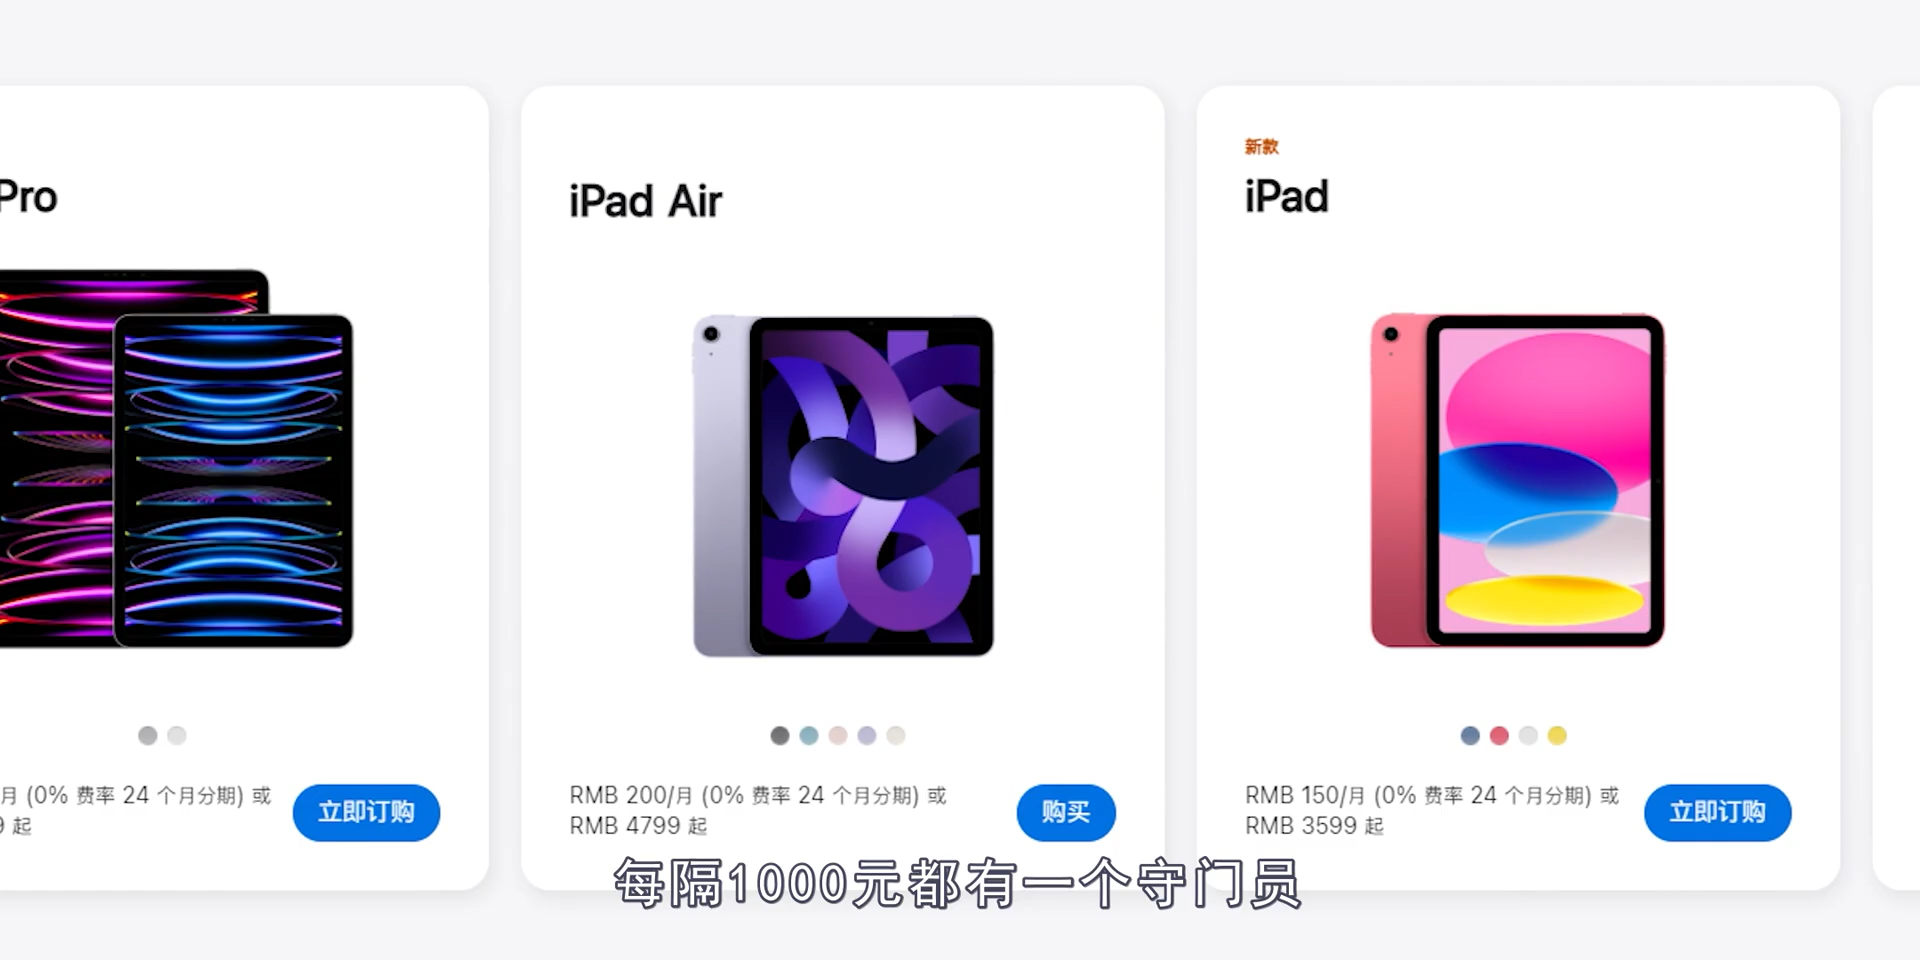 Pro
月 (0% 费率 24 个月分期) 或
9 起
立即订购
iPad Air
RMB 200/月 (0% 费率 24 个月分期) 或
RMB 4799 起
购买
新款
iPad
RMB 150/月 (0% 费率 24 个月分期) 或
RMB 3599 起
立即订购
每隔1000元都有一个守门员